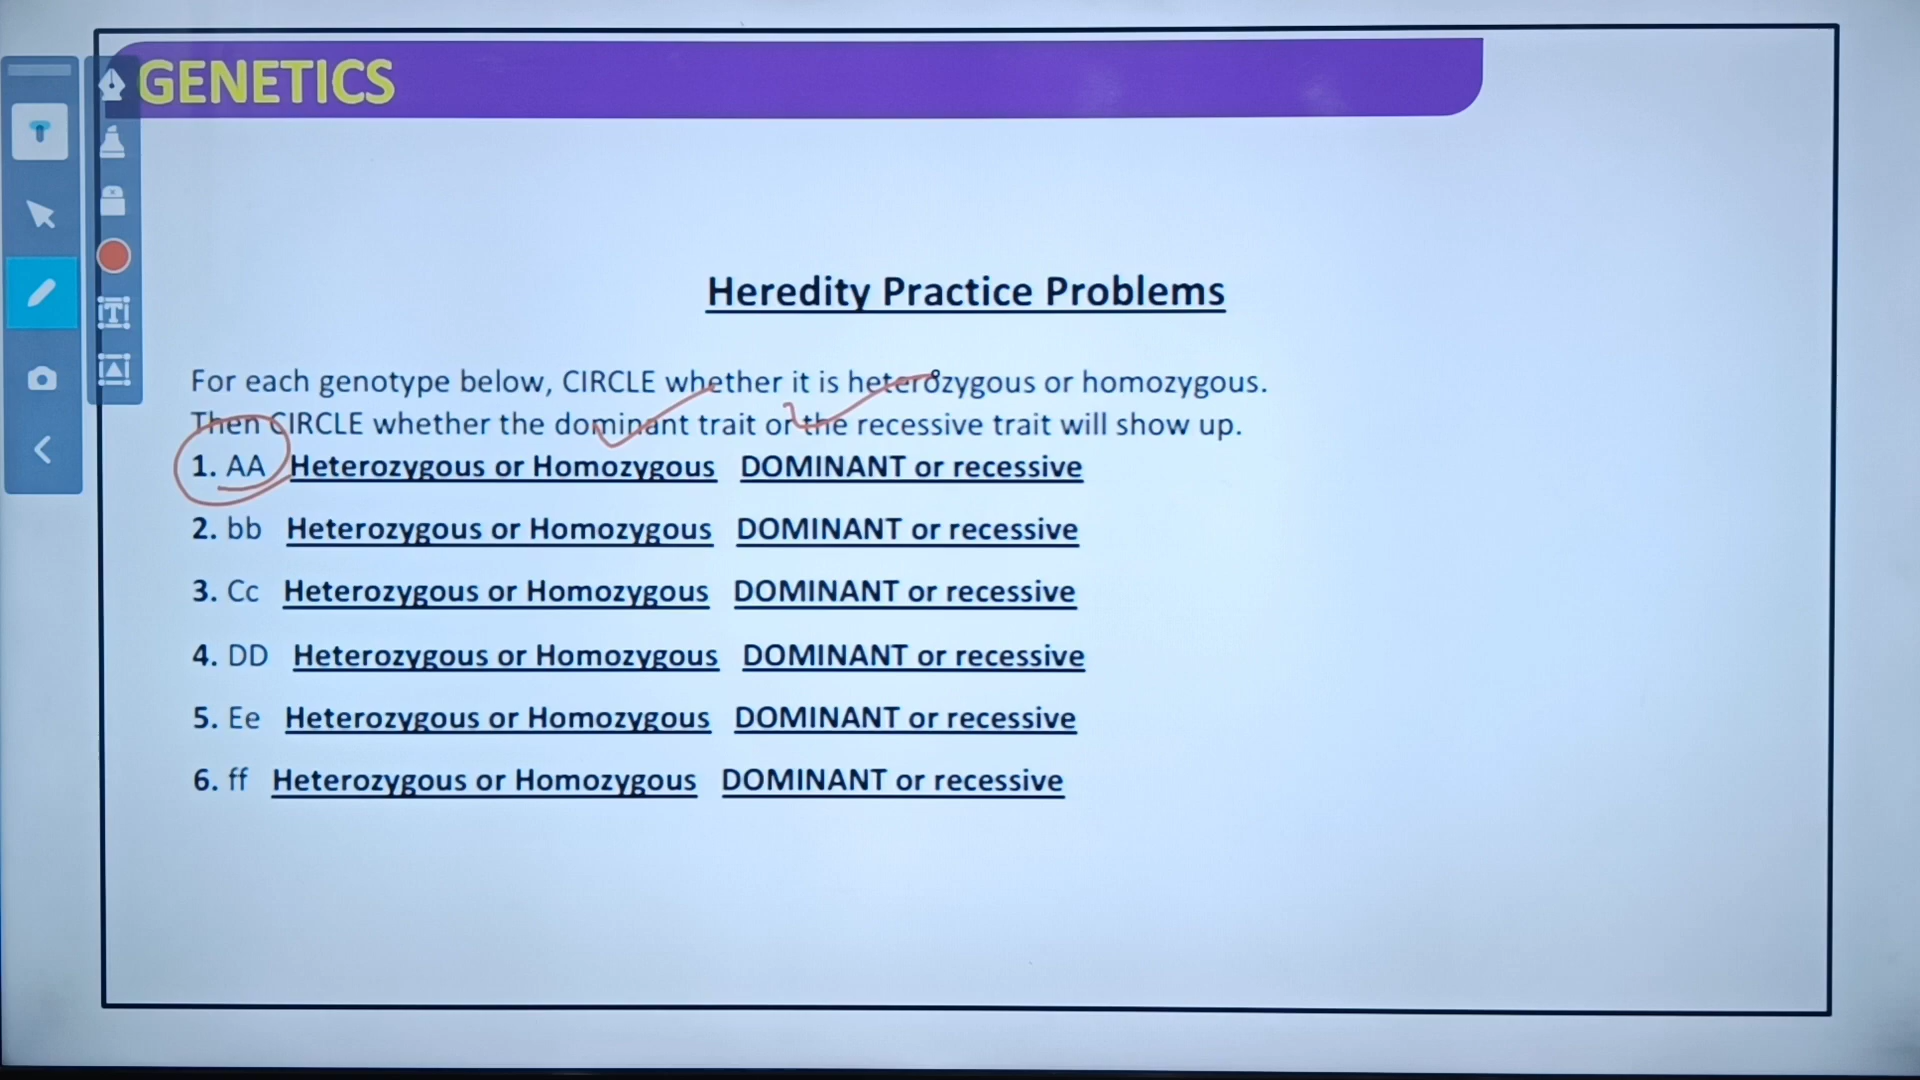 GENETICS
Heredity Practice Problems
For each genotype below, CIRCLE whether it is heterozygous or homozygous.
Then CIRCLE whether the dominant trait or the recessive trait will show up.
1. AA Heterozygous or Homozygous DOMINANT or recessive
2. bb Heterozygous or Homozygous DOMINANT or recessive
3. Cc Heterozygous or Homozygous DOMINANT or recessive
4. DD Heterozygous or Homozygous DOMINANT or recessive
5. Ee Heterozygous or Homozygous DOMINANT or recessive
6. ff Heterozygous or Homozygous DOMINANT or recessive